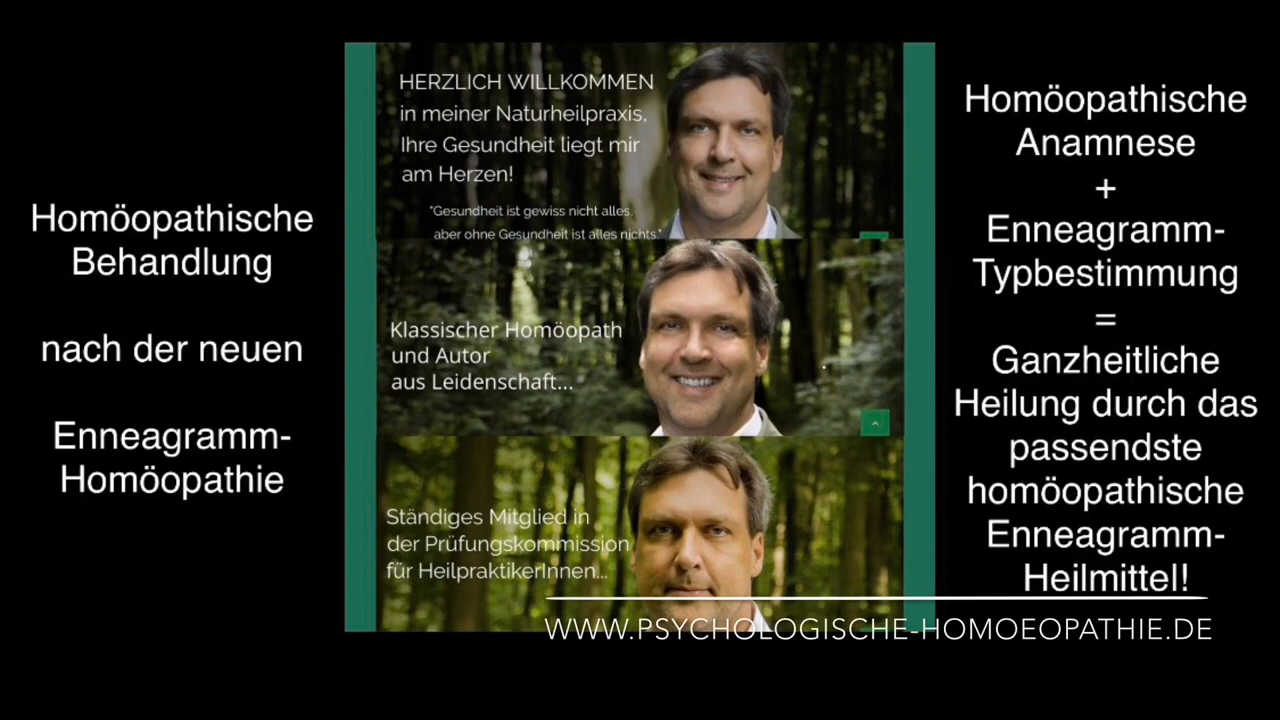 Homöopathische
Behandlung
nach der neuen
Enneagramm-
Homöopathie
HERZLICH WILLKOMMEN
in meiner Naturheilpraxis,
Ihre Gesundheit liegt mir
am Herzen!
"Gesundheit ist gewiss nicht alles,
aber ohne Gesundheit ist alles nichts."
Klassischer Homöopath
und Autor
aus Leidenschaft...
Ständiges Mitglied in
der Prüfungskommission
für HeilpraktikerInnen...
Homöopathische
Anamnese
+
Enneagramm-
Typbestimmung
=
Ganzheitliche
Heilung durch das
passendste
homöopathische
Enneagramm-
Heilmittel!
WWW.PSYCHOLOGISCHE-HOMOEOPATHIE.DE